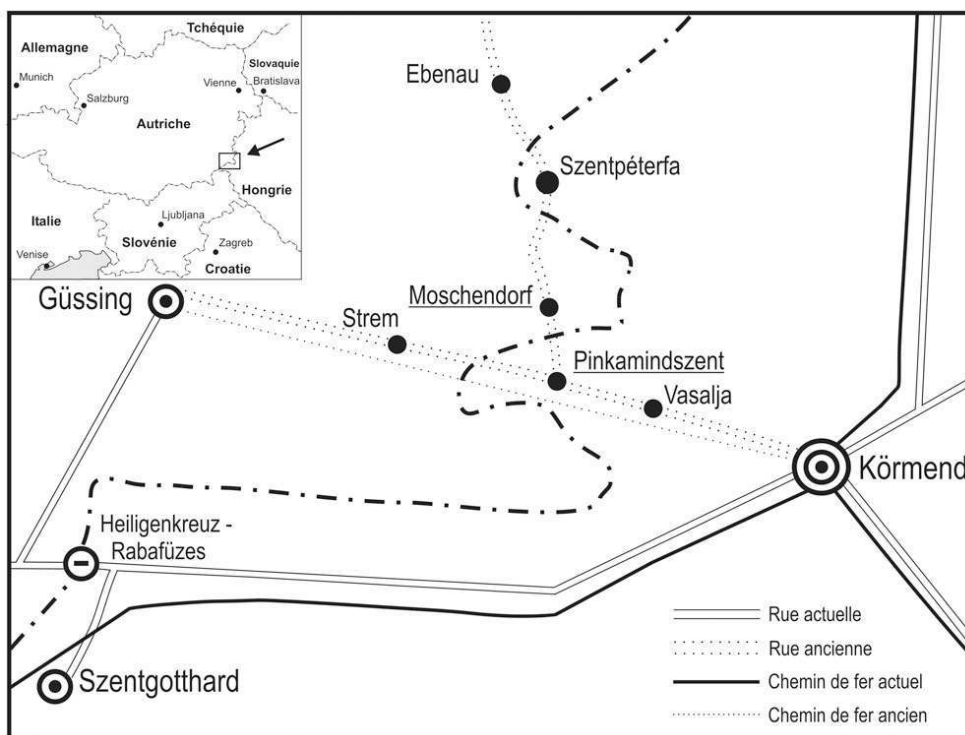 Tchéquie
Allemagne
Slovaquie
Munich
Vienne
Bratislava
Salzburg
Autriche
Hongrie
Italie
Ljubljana
Slovénie
Zagreb
Venise
Croatie
Ebenau
Szentpéterfa
Güssing
Moschendorf
Strem
Pinkamindszent
Vasalja
Körmend
Heiligenkreuz -
Rabafüzes
Szentgotthard
Rue actuelle
Rue ancienne
Chemin de fer actuel
Chemin de fer ancien